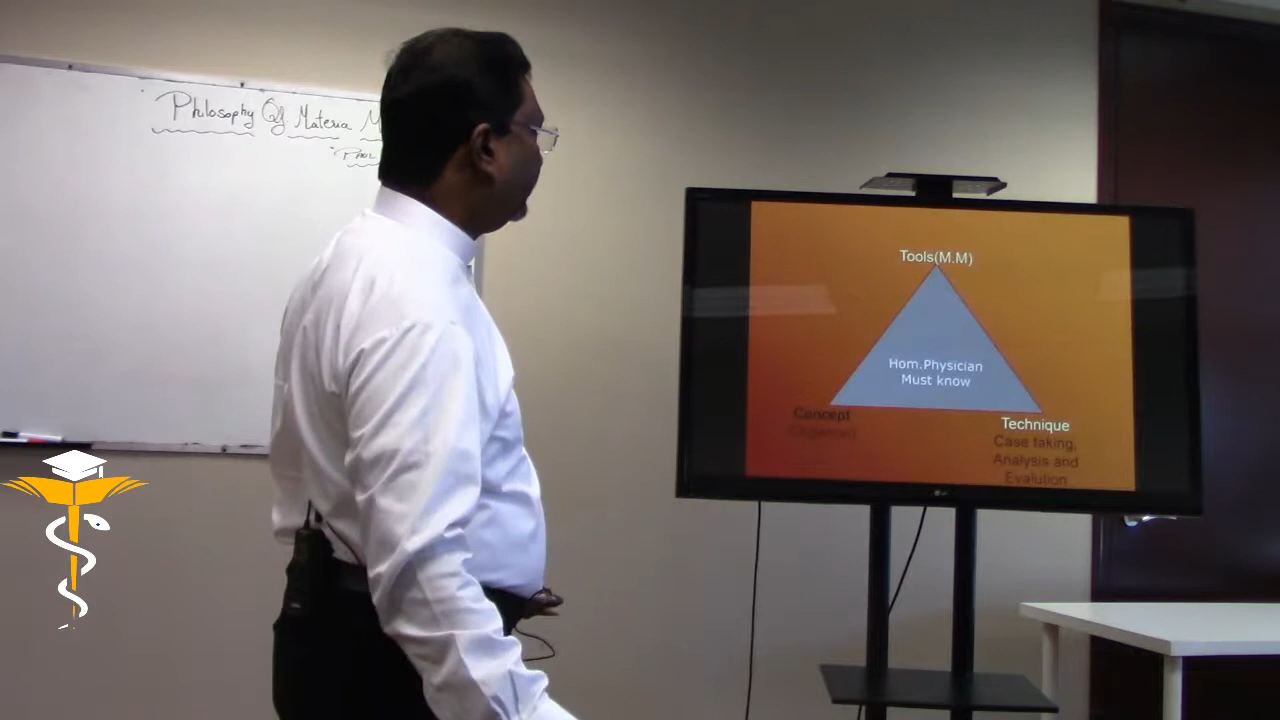 Philosophy Of Materia M
Tools(M.M)
Hom.Physician
Must know
Concept
Technique
Case taking,
Analysis and
Evalution